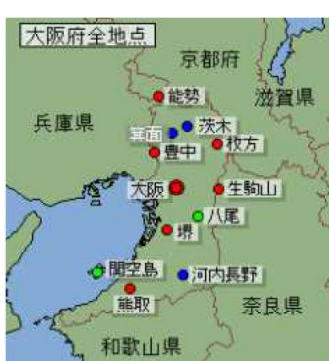 大阪府全地点
京都府
滋賀県
能勢
兵庫県
茨木
箕面
枚方
豊中
大阪
生駒山
八尾
堺
関空島
河内長野
熊取
奈良県
和歌山県